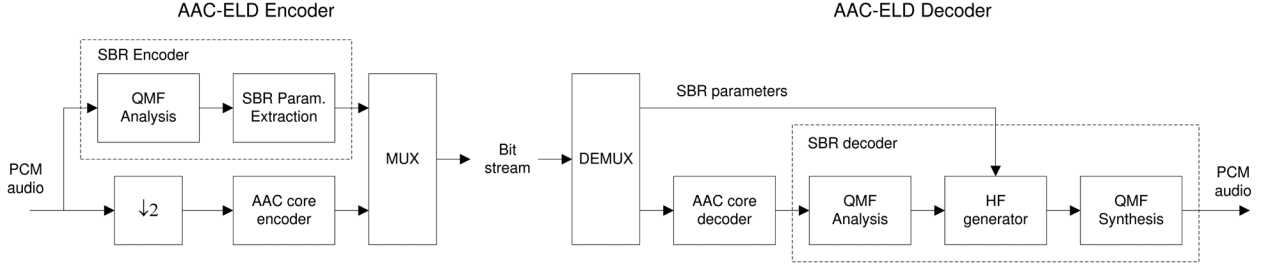 AAC-ELD Encoder
AAC-ELD Decoder
SBR Encoder
QMF
Analysis
SBR Param.
Extraction
PCM
audio
↓2
AAC core
encoder
MUX
Bit
stream
DEMUX
SBR parameters
SBR decoder
AAC core
decoder
QMF
Analysis
HF
generator
QMF
Synthesis
PCM
audio